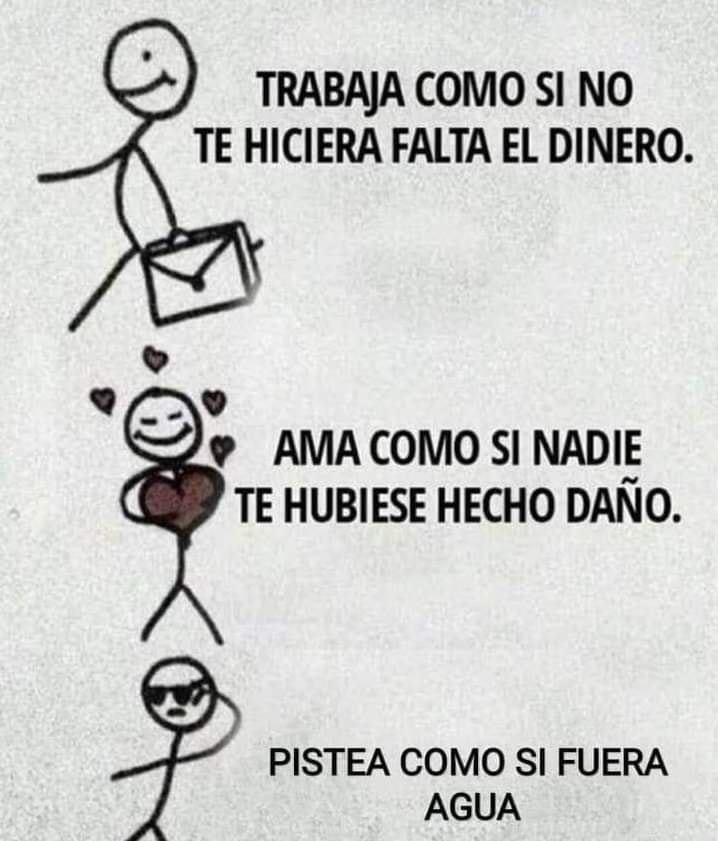 TRABAJA COMO SI NO
TE HICIERA FALTA EL DINERO.
AMA COMO SI NADIE
TE HUBIESE HECHO DAÑO.
PISTEA COMO SI FUERA
AGUA